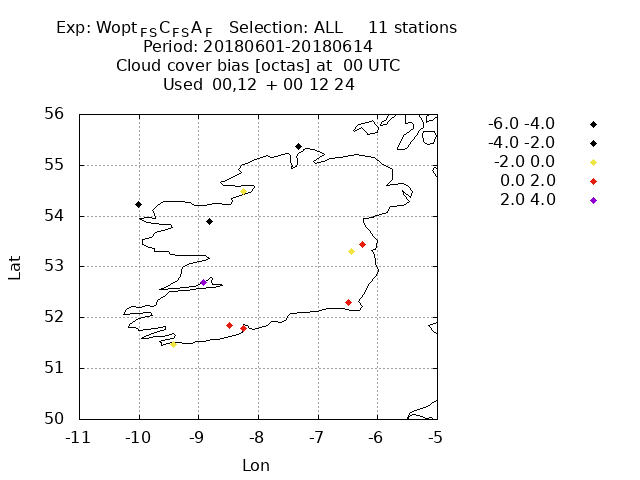 Exp: Wopt_FS C_FS A_F Selection: ALL 11 stations
Period: 20180601-20180614
Cloud cover bias [octas] at 00 UTC
Used 00,12 + 00 12 24
56
55
54
53
52
51
50
-11 -10 -9 -8 -7 -6 -5
Lat
Lon
-6.0 -4.0
-4.0 -2.0
-2.0 0.0
0.0 2.0
2.0 4.0